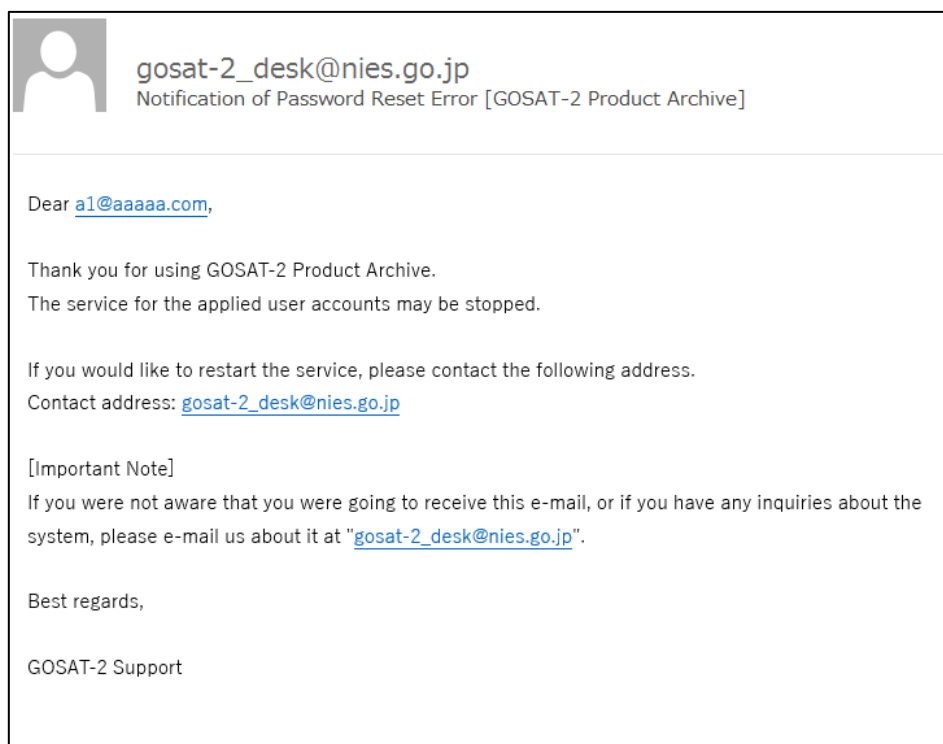 gosat-2_desk@nies.go.jp
Notification of Password Reset Error [GOSAT-2 Product Archive]
Dear a1@aaaaa.com,
Thank you for using GOSAT-2 Product Archive.
The service for the applied user accounts may be stopped.
If you would like to restart the service, please contact the following address.
Contact address: gosat-2_desk@nies.go.jp
[Important Note]
If you were not aware that you were going to receive this e-mail, or if you have any inquiries about the
system, please e-mail us about it at "gosat-2_desk@nies.go.jp".
Best regards,
GOSAT-2 Support